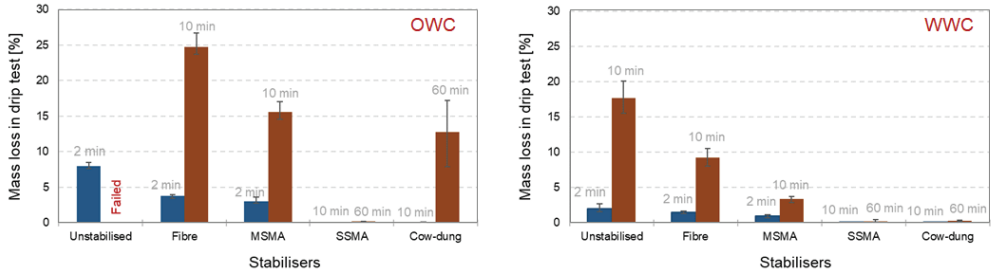 OWC
Mass loss in drip test [%]
30
25
20
15
10
5
0
2 min
Failed
2 min
10 min
2 min
10 min
10 min
60 min
10 min
60 min
Unstabilised
Fibre
MSMA
SSMA
Cow-dung
Stabilisers
WWC
Mass loss in drip test [%]
30
25
20
15
10
5
0
2 min
10 min
2 min
10 min
2 min
10 min
10 min
60 min
10 min
60 min
Unstabilised
Fibre
MSMA
SSMA
Cow-dung
Stabilisers